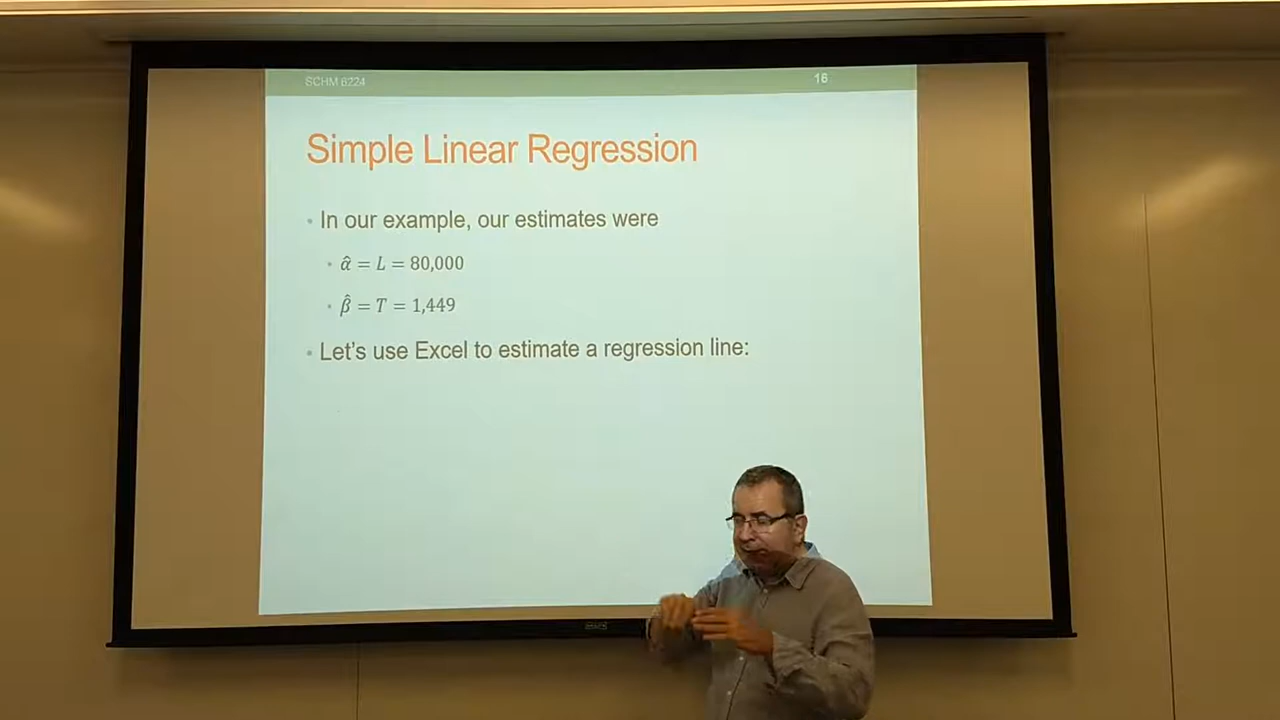 SCHM 6224
16
Simple Linear Regression
• In our example, our estimates were
• α̂ = L = 80,000
• β̂ = T = 1,449
• Let's use Excel to estimate a regression line: